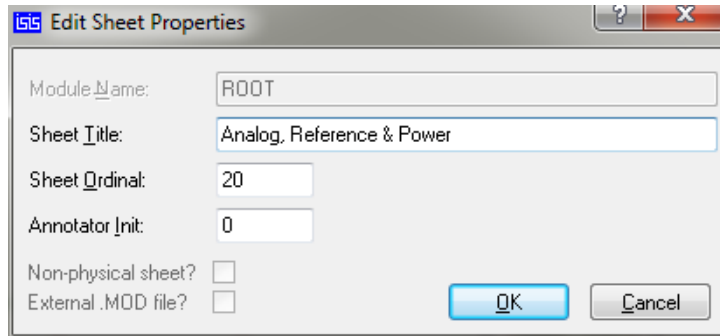 isis Edit Sheet Properties ? X
Module Name: ROOT
Sheet Title: Analog, Reference & Power
Sheet Ordinal: 20
Annotator Init: 0
Non-physical sheet?
External .MOD file?
OK Cancel